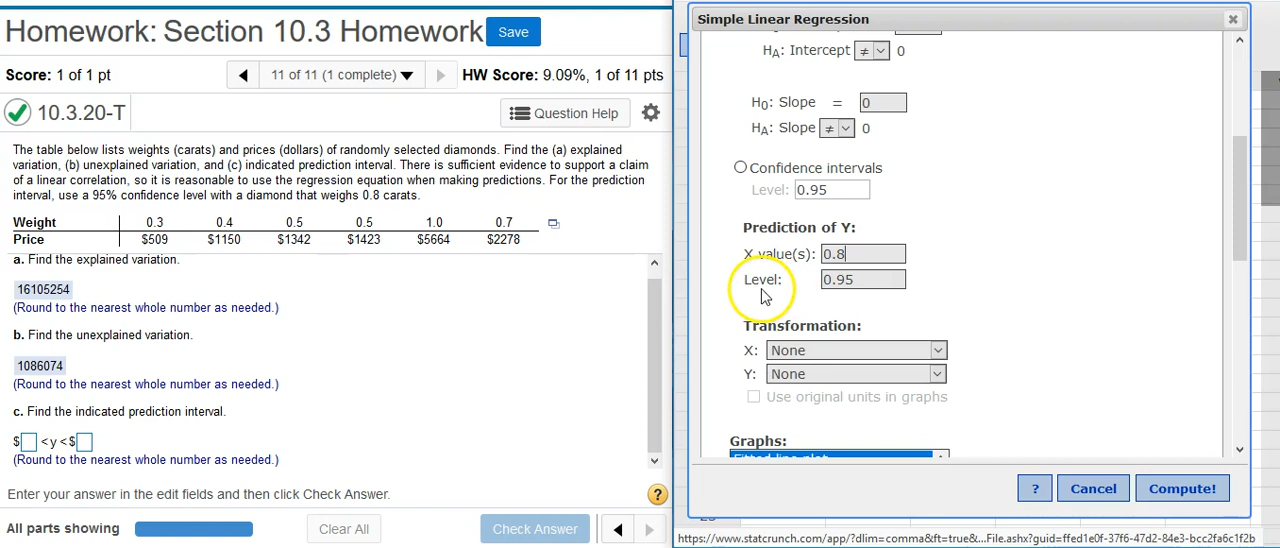 Homework: Section 10.3 Homework
Save
Score: 1 of 1 pt
11 of 11 (1 complete)
HW Score: 9.09%, 1 of 11 pts
10.3.20-T
Question Help
The table below lists weights (carats) and prices (dollars) of randomly selected diamonds. Find the (a) explained
variation, (b) unexplained variation, and (c) indicated prediction interval. There is sufficient evidence to support a claim
of a linear correlation, so it is reasonable to use the regression equation when making predictions. For the prediction
interval, use a 95% confidence level with a diamond that weighs 0.8 carats.
Weight 0.3 0.4 0.5 0.5 1.0 0.7
Price $509 $1150 $1342 $1423 $5664 $2278
a. Find the explained variation.
16105254
(Round to the nearest whole number as needed.)
b. Find the unexplained variation.
1086074
(Round to the nearest whole number as needed.)
c. Find the indicated prediction interval.
$ < y < $
(Round to the nearest whole number as needed.)
Enter your answer in the edit fields and then click Check Answer.
?
All parts showing
Clear All
Check Answer
Simple Linear Regression
HA: Intercept ≠ 0
H0: Slope = 0
HA: Slope ≠ 0
Confidence intervals
Level: 0.95
Prediction of Y:
X value(s): 0.8
Level: 0.95
Transformation:
X: None
Y: None
Use original units in graphs
Graphs:
Fitted line plot
?
Cancel
Compute!
https://www.statcrunch.com/app/?dlim=comma&ft=true&...File.ashx?guid=ffed1e0f-37f6-47d2-84e3-bcc2fa6c1f2b